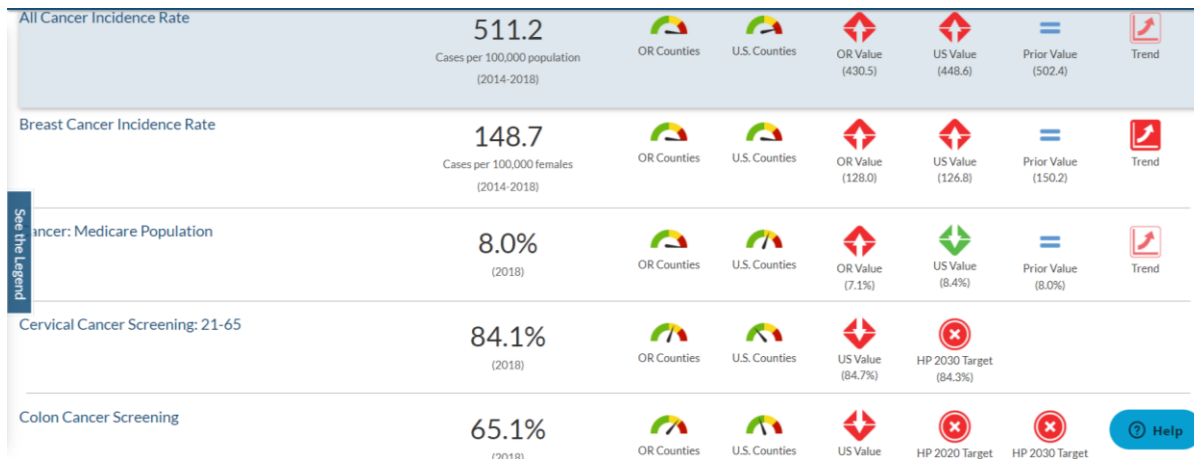 All Cancer Incidence Rate
511.2
Cases per 100,000 population
(2014-2018)
OR Counties
U.S. Counties
OR Value
(430.5)
US Value
(448.6)
Prior Value
(502.4)
Trend
Breast Cancer Incidence Rate
148.7
Cases per 100,000 females
(2014-2018)
OR Counties
U.S. Counties
OR Value
(128.0)
US Value
(126.8)
Prior Value
(150.2)
Trend
See the Legend
ancer: Medicare Population
8.0%
(2018)
OR Counties
U.S. Counties
OR Value
(7.1%)
US Value
(8.4%)
Prior Value
(8.0%)
Trend
Cervical Cancer Screening: 21-65
84.1%
(2018)
OR Counties
U.S. Counties
US Value
(84.7%)
HP 2030 Target
(84.3%)
Colon Cancer Screening
65.1%
(2018)
OR Counties
U.S. Counties
US Value
HP 2020 Target
HP 2030 Target
Help